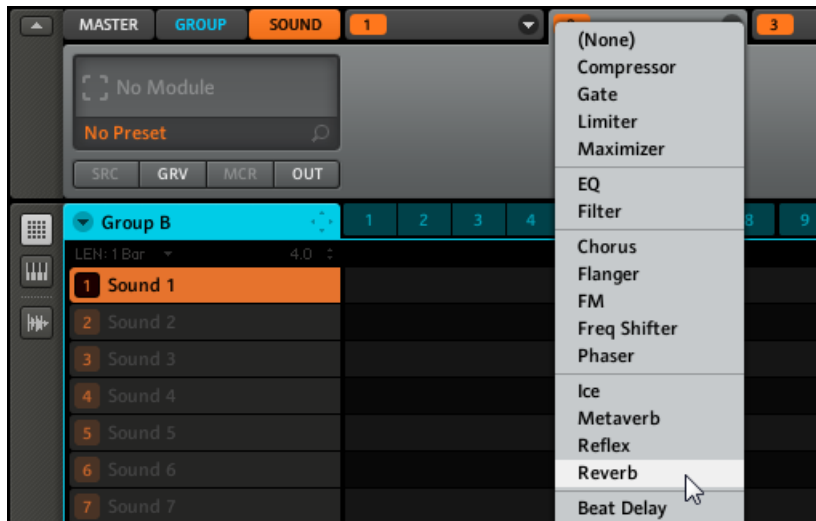 MASTER GROUP SOUND 1 3
No Module
No Preset
SRC GRV MCR OUT
Group B 1 2 3 4 8 9
LEN: 1 Bar 4.0
1 Sound 1
2 Sound 2
3 Sound 3
4 Sound 4
5 Sound 5
6 Sound 6
7 Sound 7
(None)
Compressor
Gate
Limiter
Maximizer
EQ
Filter
Chorus
Flanger
FM
Freq Shifter
Phaser
Ice
Metaverb
Reflex
Reverb
Beat Delay